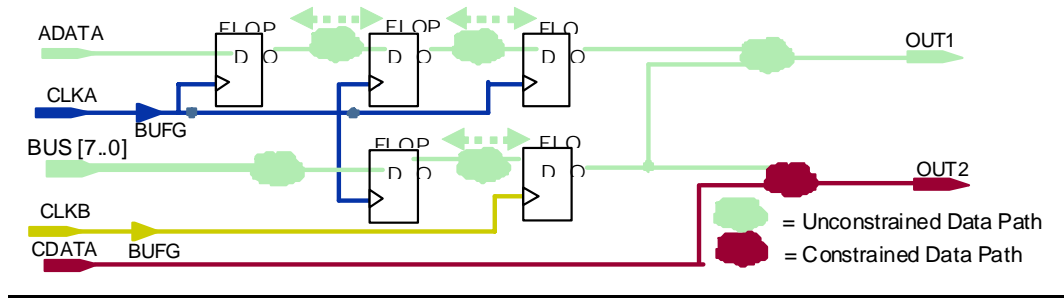 ADATA
FLOP
D Q
FLOP
D Q
FLO
D Q
OUT1
CLKA
BUFG
BUS [7..0]
FLOP
D Q
FLO
D Q
OUT2
CLKB
BUFG
CDATA
= Unconstrained Data Path
= Constrained Data Path